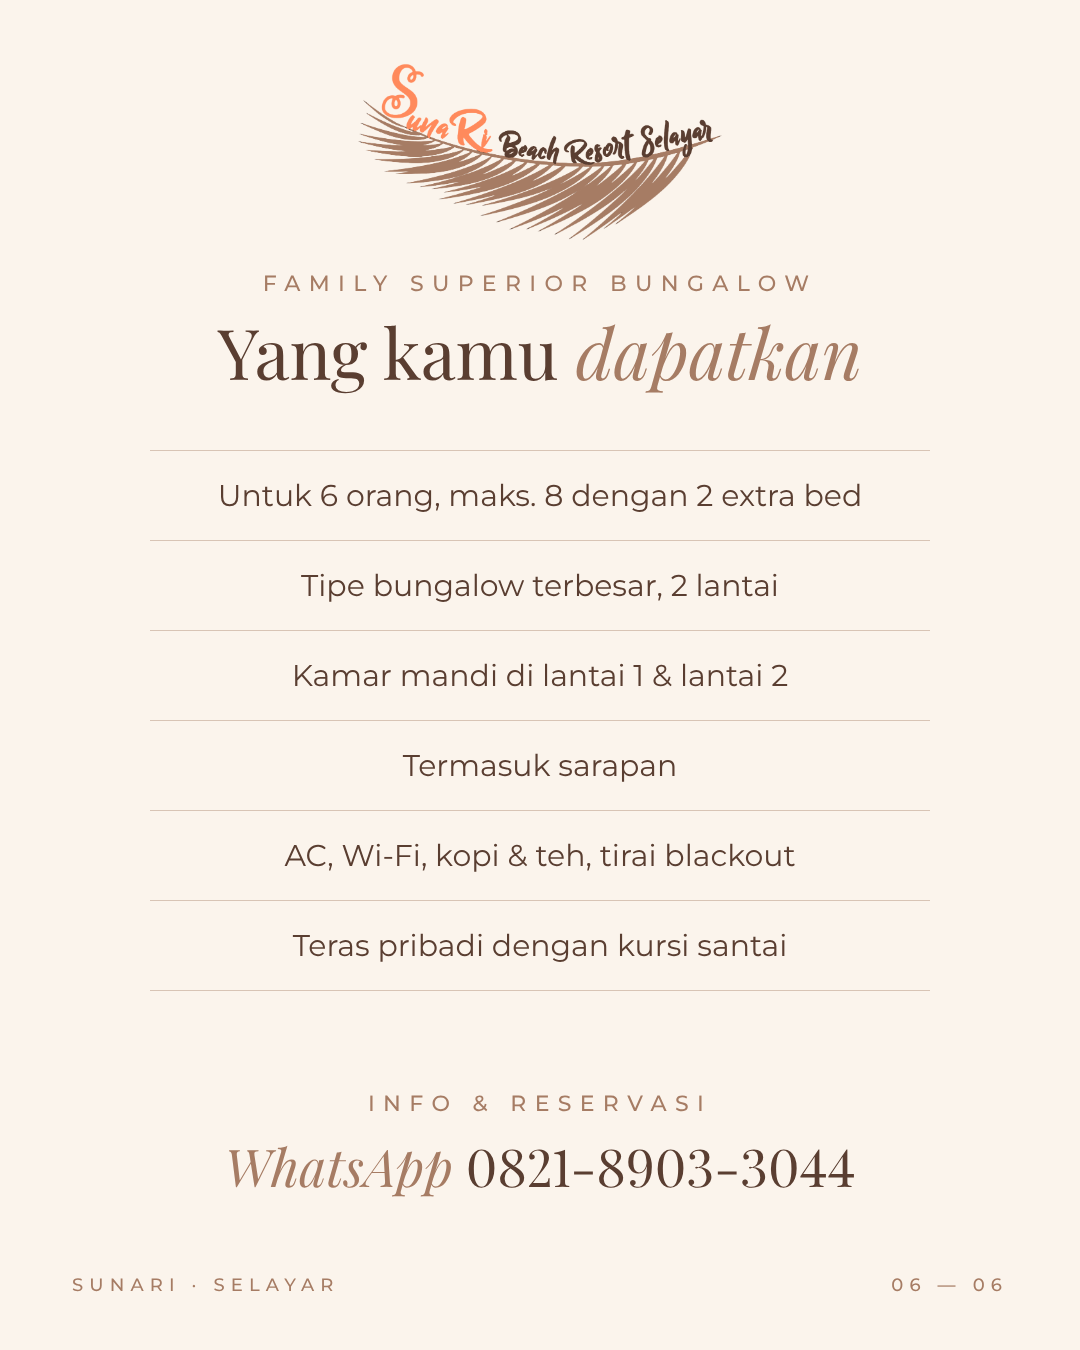 SunaRi Beach Resort Selayar
FAMILY SUPERIOR BUNGALOW
Yang kamu dapatkan
Untuk 6 orang, maks. 8 dengan 2 extra bed
Tipe bungalow terbesar, 2 lantai
Kamar mandi di lantai 1 & lantai 2
Termasuk sarapan
AC, Wi-Fi, kopi & teh, tirai blackout
Teras pribadi dengan kursi santai
INFO & RESERVASI
WhatsApp 0821-8903-3044
SUNARI · SELAYAR
06 — 06